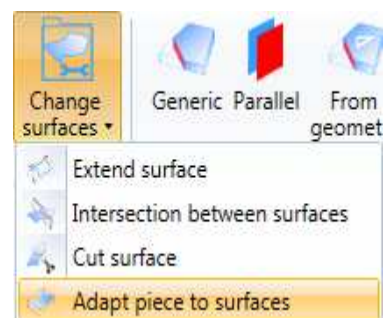 Change
surfaces
Generic
Parallel
From
geomet
Extend surface
Intersection between surfaces
Cut surface
Adapt piece to surfaces